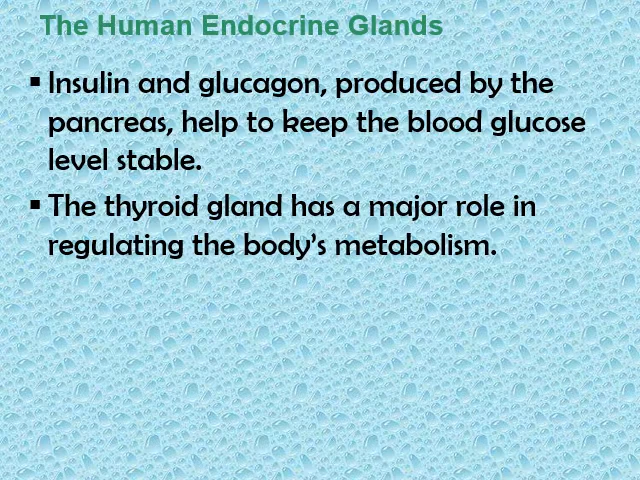 The Human Endocrine Glands
▪ Insulin and glucagon, produced by the
pancreas, help to keep the blood glucose
level stable.
▪ The thyroid gland has a major role in
regulating the body’s metabolism.